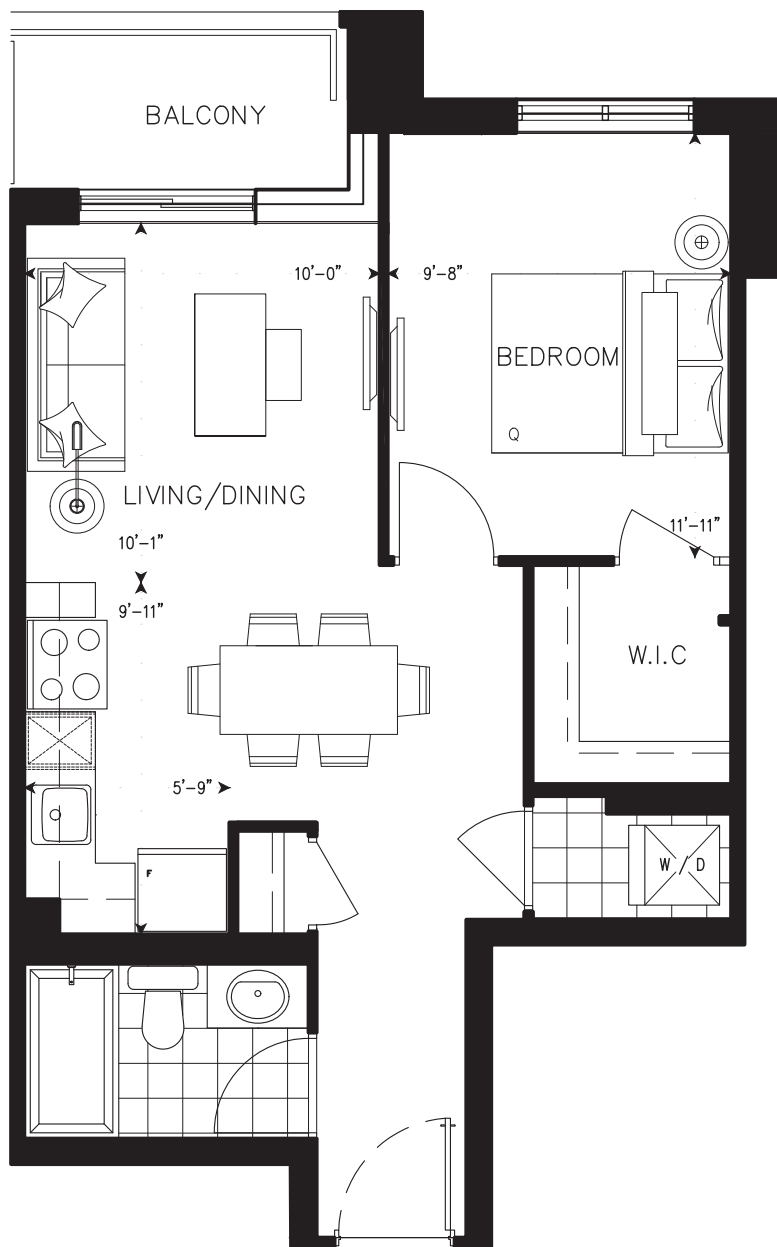 BALCONY
10'-0"
9'-8"
BEDROOM
Q
LIVING/DINING
10'-1"
11'-11"
9'-11"
W.I.C
5'-9"
F
W/D